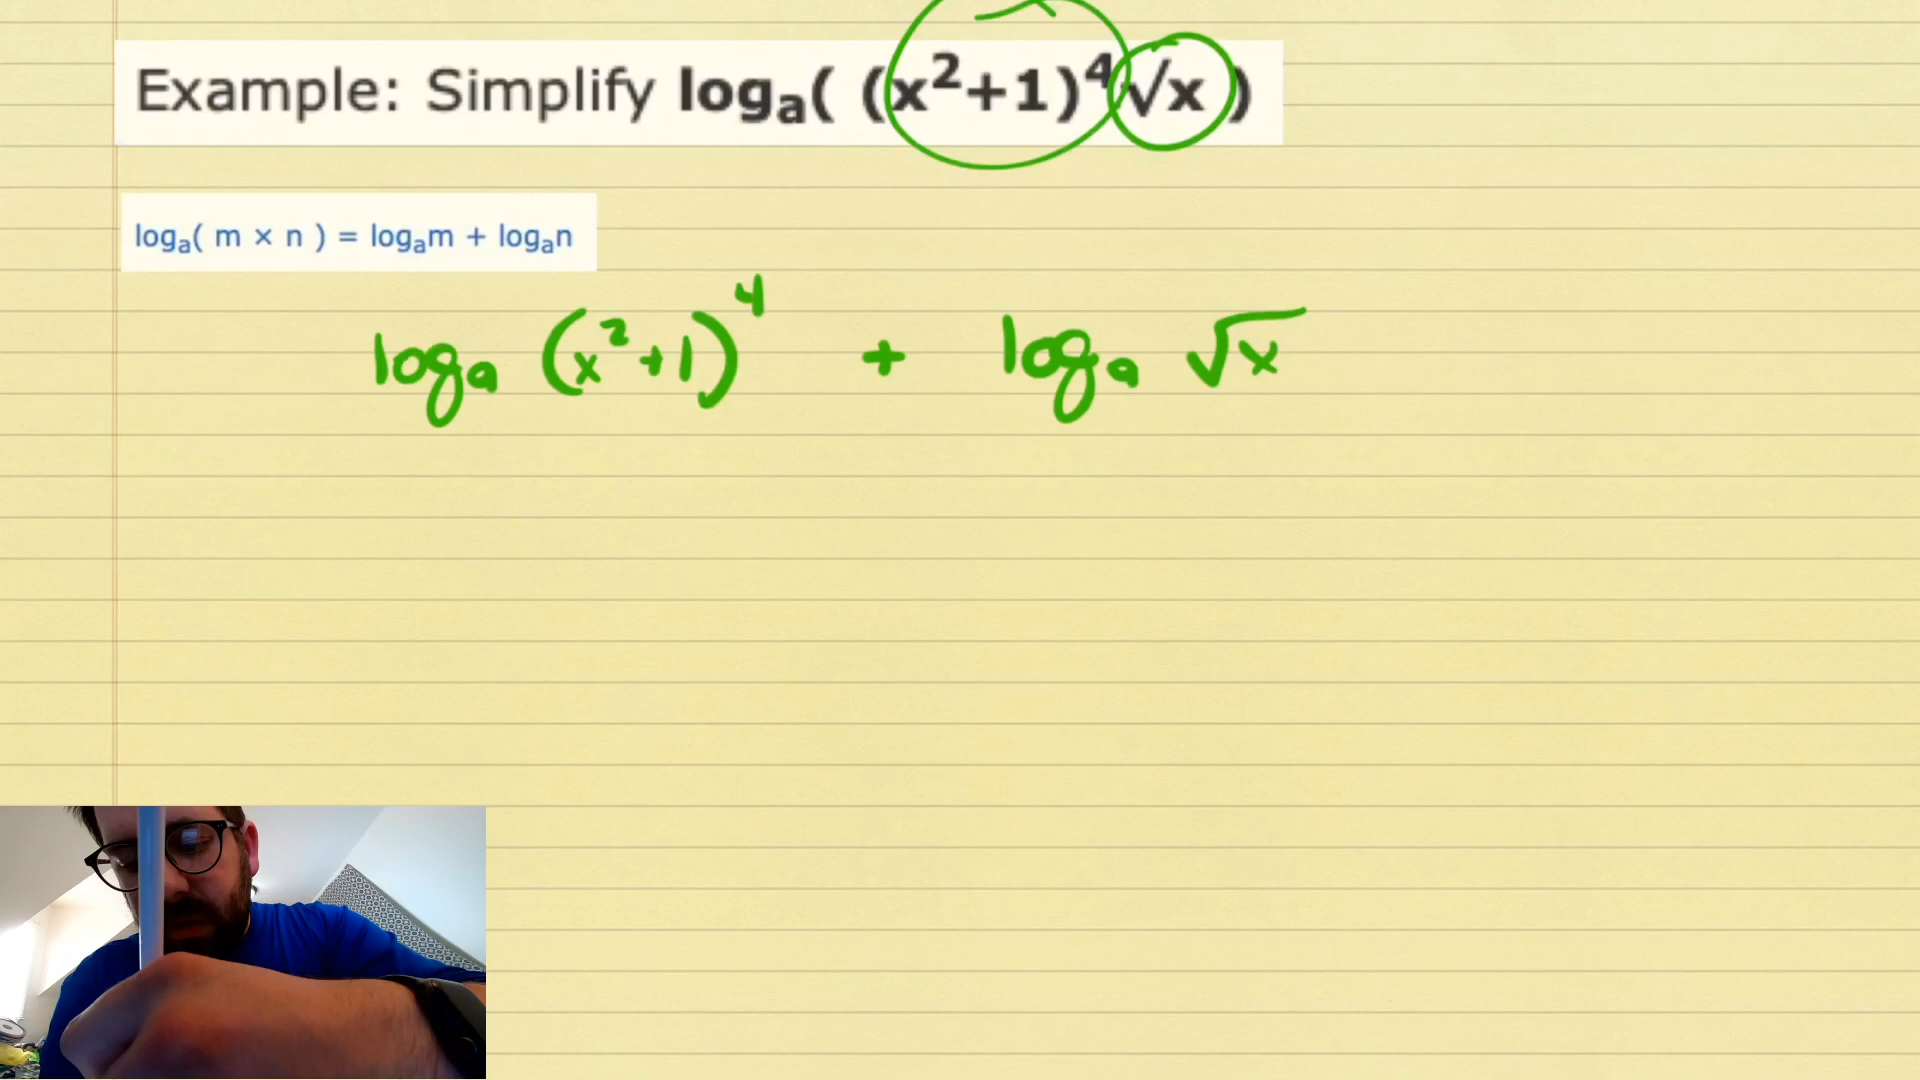 Example: Simplify logₐ( (x²+1)⁴√x )
logₐ( m × n ) = logₐm + logₐn
logₐ (x²+1)⁴ + logₐ √x